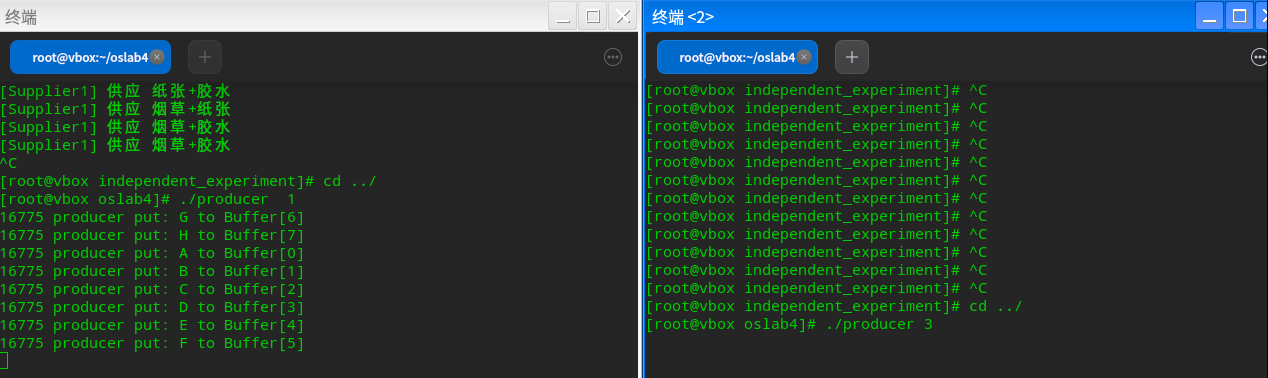 终端
root@vbox:~/oslab4
[Supplier1] 供应 纸张+胶水
[Supplier1] 供应 烟草+纸张
[Supplier1] 供应 烟草+胶水
[Supplier1] 供应 烟草+胶水
^C
[root@vbox independent_experiment]# cd ../
[root@vbox oslab4]# ./producer  1
16775 producer put: G to Buffer[6]
16775 producer put: H to Buffer[7]
16775 producer put: A to Buffer[0]
16775 producer put: B to Buffer[1]
16775 producer put: C to Buffer[2]
16775 producer put: D to Buffer[3]
16775 producer put: E to Buffer[4]
16775 producer put: F to Buffer[5]
终端 <2>
root@vbox:~/oslab4
[root@vbox independent_experiment]# ^C
[root@vbox independent_experiment]# ^C
[root@vbox independent_experiment]# ^C
[root@vbox independent_experiment]# ^C
[root@vbox independent_experiment]# ^C
[root@vbox independent_experiment]# ^C
[root@vbox independent_experiment]# ^C
[root@vbox independent_experiment]# ^C
[root@vbox independent_experiment]# ^C
[root@vbox independent_experiment]# ^C
[root@vbox independent_experiment]# ^C
[root@vbox independent_experiment]# ^C
[root@vbox independent_experiment]# cd ../
[root@vbox oslab4]# ./producer 3